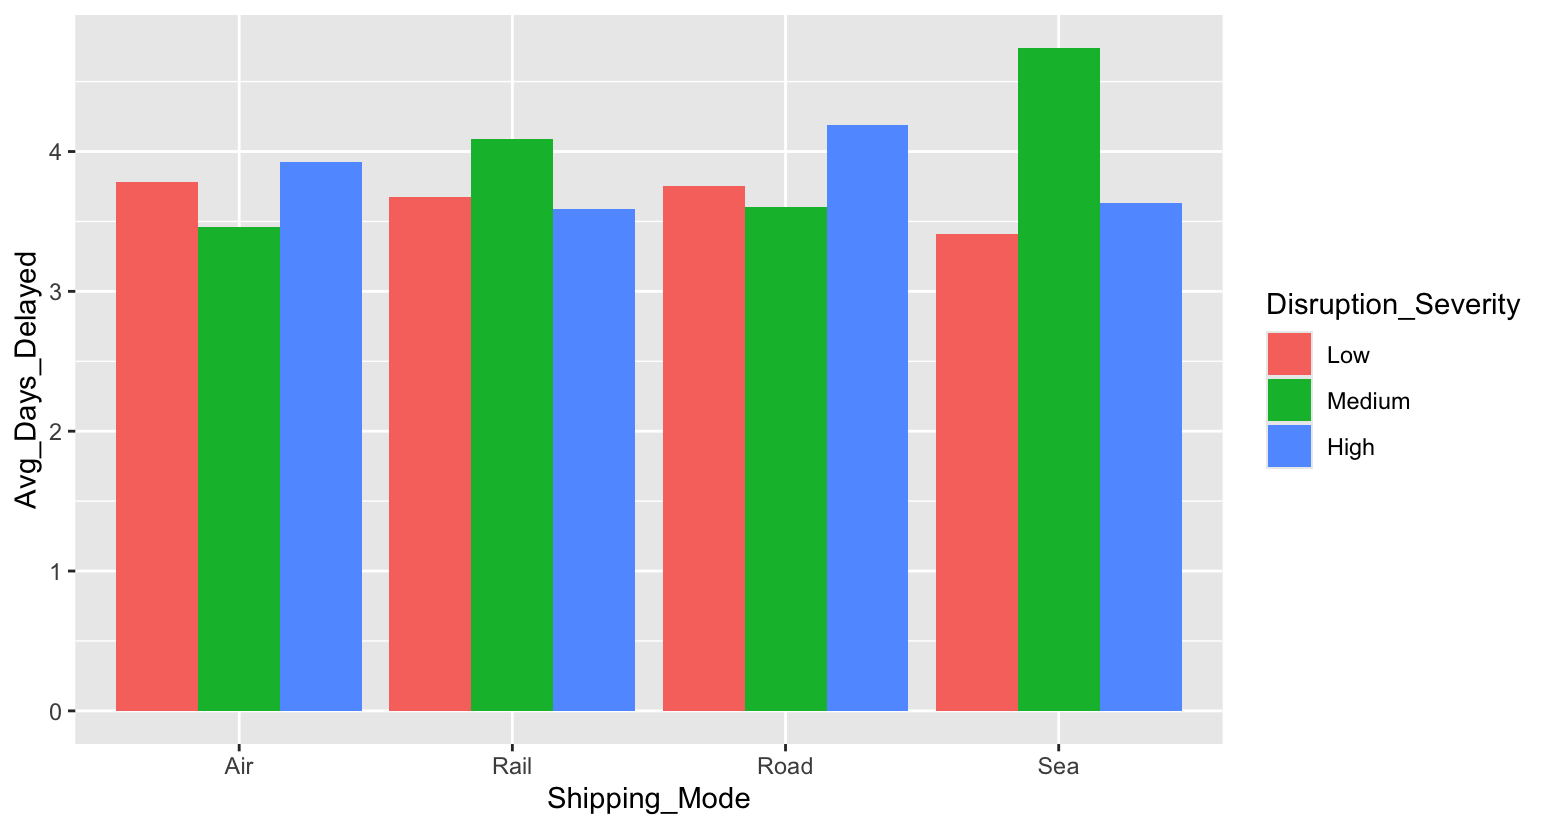 Avg_Days_Delayed
4
3
2
1
0
Air
Rail
Road
Sea
Shipping_Mode
Disruption_Severity
Low
Medium
High